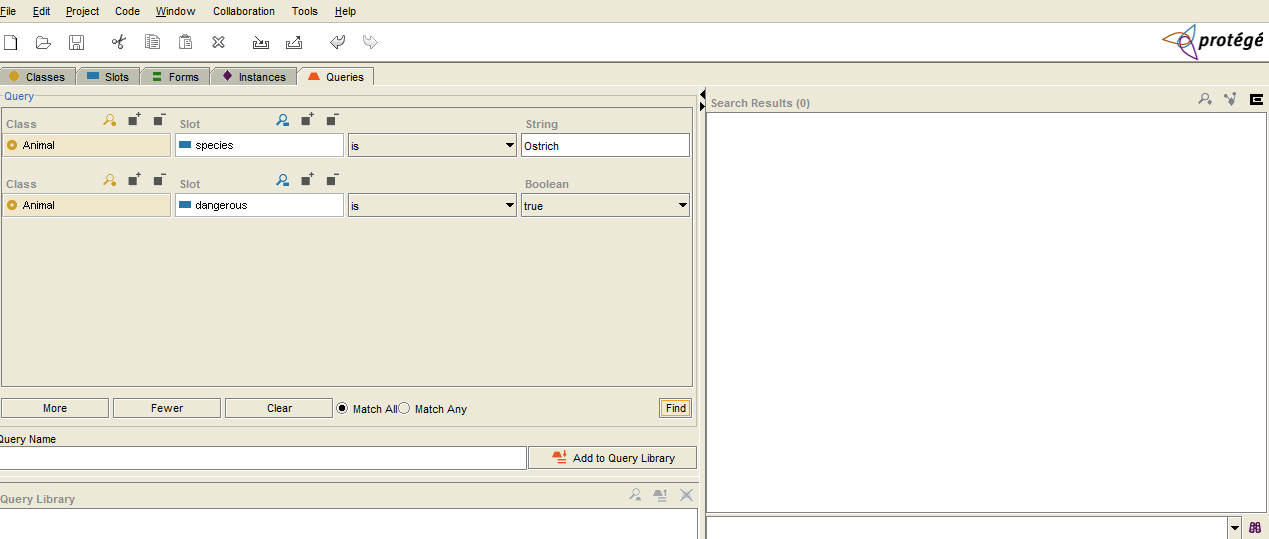 File Edit Project Code Window Collaboration Tools Help
protégé
Classes Slots Forms Instances Queries
Query
Search Results (0)
Class Slot String
Animal species is Ostrich
Class Slot Boolean
Animal dangerous is true
More Fewer Clear Match All Match Any Find
Query Name
Add to Query Library
Query Library